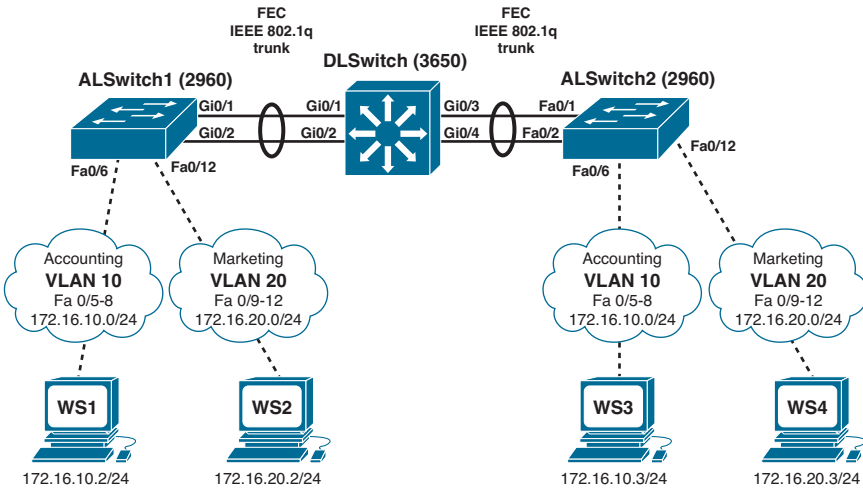 FEC
IEEE 802.1q
trunk
FEC
IEEE 802.1q
trunk
DLSwitch (3650)
ALSwitch1 (2960)
ALSwitch2 (2960)
Gi0/1
Gi0/1
Gi0/3
Fa0/1
Gi0/2
Gi0/2
Gi0/4
Fa0/2
Fa0/6
Fa0/12
Fa0/6
Fa0/12
Accounting
VLAN 10
Fa 0/5-8
172.16.10.0/24
Marketing
VLAN 20
Fa 0/9-12
172.16.20.0/24
Accounting
VLAN 10
Fa 0/5-8
172.16.10.0/24
Marketing
VLAN 20
Fa 0/9-12
172.16.20.0/24
WS1
WS2
WS3
WS4
172.16.10.2/24
172.16.20.2/24
172.16.10.3/24
172.16.20.3/24